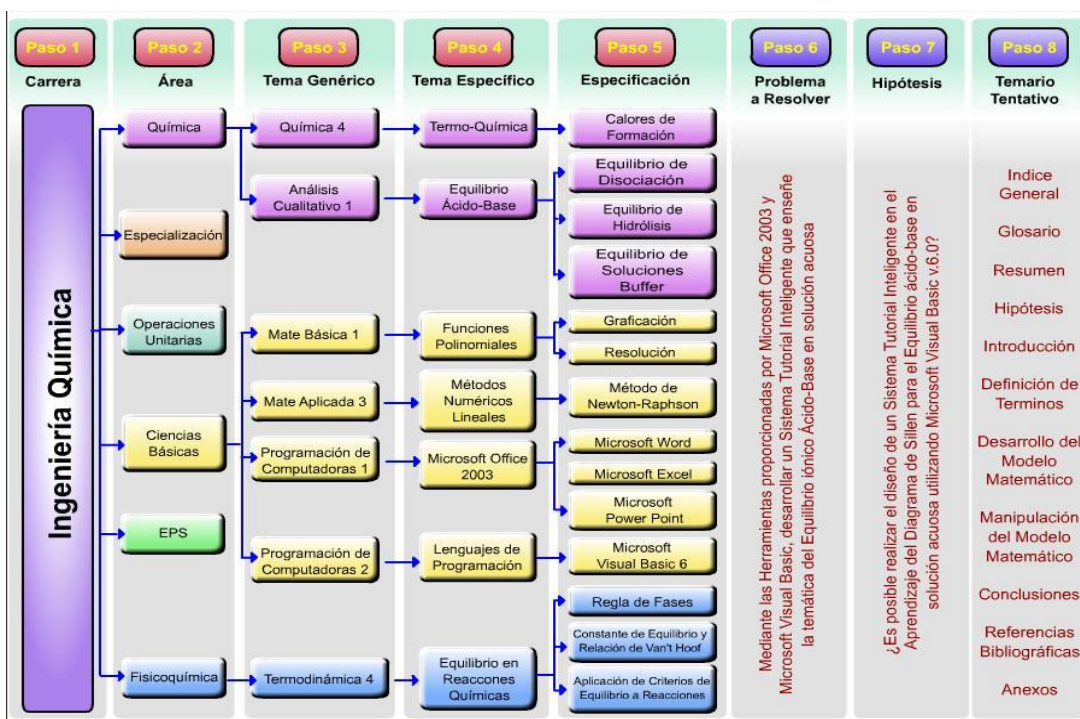 Paso 1
Paso 2
Paso 3
Paso 4
Paso 5
Paso 6
Paso 7
Paso 8
Carrera
Área
Tema Genérico
Tema Específico
Especificación
Problema
a Resolver
Hipótesis
Temario
Tentativo
Ingeniería Química
Química
Especialización
Operaciones
Unitarias
Ciencias
Básicas
EPS
Fisicoquímica
Química 4
Análisis
Cualitativo 1
Mate Básica 1
Mate Aplicada 3
Programación de
Computadoras 1
Programación de
Computadoras 2
Termodinámica 4
Termo-Química
Equilibrio
Ácido-Base
Funciones
Polinomiales
Métodos
Numéricos
Lineales
Microsoft Office
2003
Lenguajes de
Programación
Equilibrio en
Reaccones
Químicas
Calores de
Formación
Equilibrio de
Disociación
Equilibrio de
Hidrólisis
Equilibrio de
Soluciones
Buffer
Graficación
Resolución
Método de
Newton-Raphson
Microsoft Word
Microsoft Excel
Microsoft
Power Point
Microsoft
Visual Basic 6
Regla de Fases
Constante de Equilibrio y
Relación de Van't Hoof
Aplicación de Criterios de
Equilibrio a Reacciones
Mediante las Herramientas proporcionadas por Microsoft Office 2003 y
Microsoft Visual Basic, desarrollar un Sistema Tutorial Inteligente que enseñe
la temática del Equilibrio iónico Ácido-Base en solución acuosa
¿Es posible realizar el diseño de un Sistema Tutorial Inteligente en el
Aprendizaje del Diagrama de Sillen para el Equilibrio ácido-base en
solución acuosa utilizando Microsoft Visual Basic v.6.0?
Indice
General
Glosario
Resumen
Hipótesis
Introducción
Definición de
Terminos
Desarrollo del
Modelo
Matemático
Manipulación
del Modelo
Matemático
Conclusiones
Referencias
Bibliográficas
Anexos